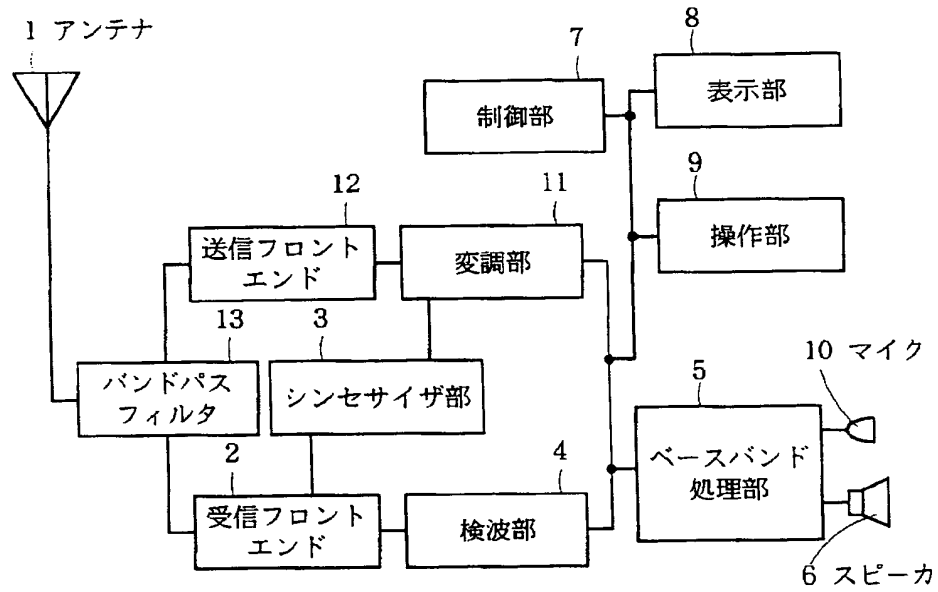 1 アンテナ
7
制御部
8
表示部
9
操作部
12
送信フロント
エンド
11
変調部
13
バンドパス
フィルタ
3
シンセサイザ部
2
受信フロント
エンド
4
検波部
5
ベースバンド
処理部
10 マイク
6 スピーカ